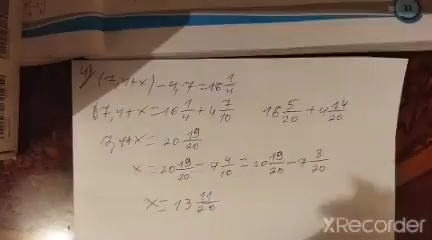 4) (7,4+x) - 4,7 = 16 1/4
7,4+x = 16 1/4 + 4 7/10 16 5/20 + 4 14/20
7,4+x = 20 19/20
x = 20 19/20 - 7 4/10 = 20 19/20 - 7 8/20
x = 13 11/20
XRecorder